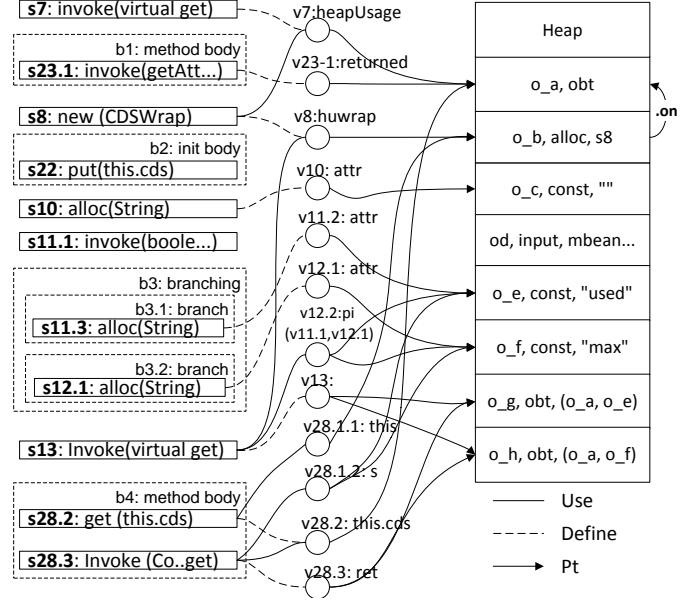 s7: invoke(virtual get)
b1: method body
s23.1: invoke(getAtt...)
s8: new (CDSWrap)
b2: init body
s22: put(this.cds)
s10: alloc(String)
s11.1: invoke(boole...)
b3: branching
b3.1: branch
s11.3: alloc(String)
b3.2: branch
s12.1: alloc(String)
s13: Invoke(virtual get)
b4: method body
s28.2: get (this.cds)
s28.3: Invoke (Co..get)
v7:heapUsage
v23-1:returned
v8:huwrap
v10: attr
v11.2: attr
v12.1: attr
v12.2:pi
(v11.1,v12.1)
v13:
v28.1.1: this
v28.1.2: s
v28.2: this.cds
v28.3: ret
Heap
o_a, obt
o_b, alloc, s8
o_c, const, ""
od, input, mbean...
o_e, const, "used"
o_f, const, "max"
o_g, obt, (o_a, o_e)
o_h, obt, (o_a, o_f)
.on
Use
Define
Pt